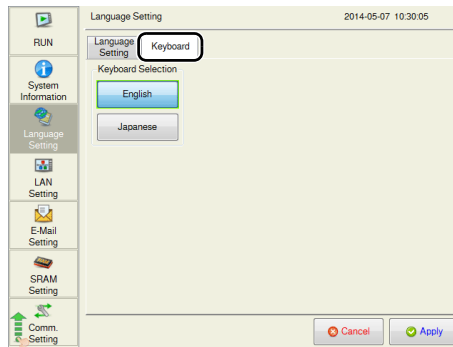 Language Setting 2014-05-07 10:30:05
RUN
System
Information
Language
Setting
LAN
Setting
E-Mail
Setting
SRAM
Setting
Comm.
Setting
Language
Setting
Keyboard
Keyboard Selection
English
Japanese
Cancel
Apply